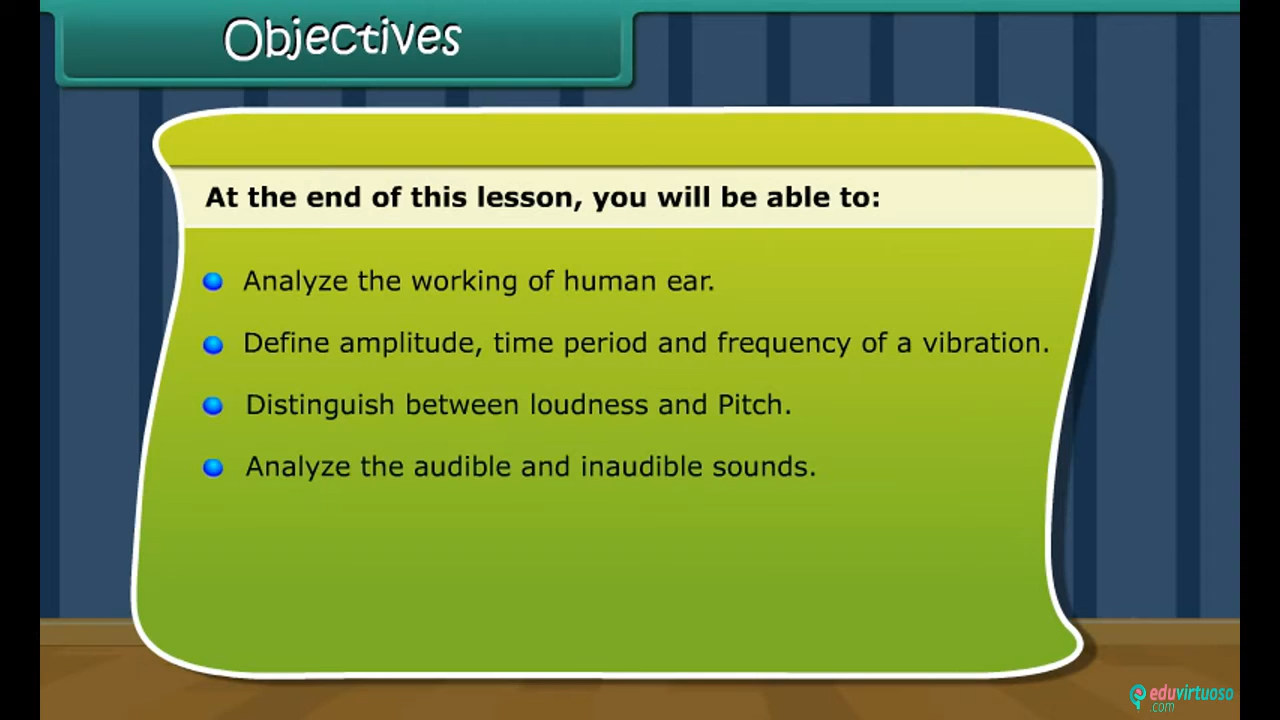 Objectives
At the end of this lesson, you will be able to:
Analyze the working of human ear.
Define amplitude, time period and frequency of a vibration.
Distinguish between loudness and Pitch.
Analyze the audible and inaudible sounds.
eduvirtuoso
.com